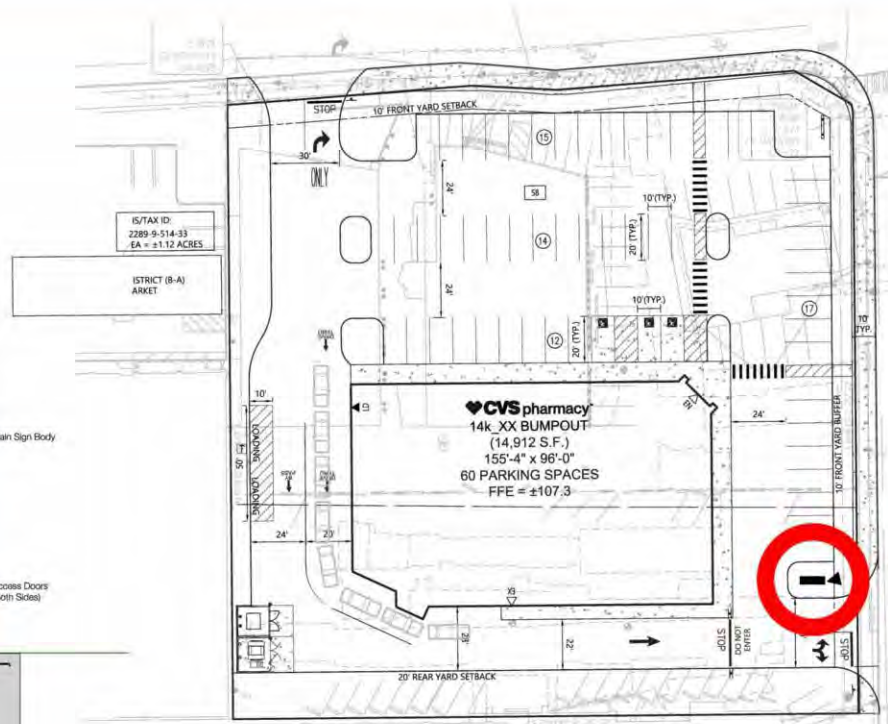 STOP
10' FRONT YARD SETBACK
30'
ONLY
15
24'
58
10'(TYP.)
20' (TYP.)
14
IS/TAX ID:
2289-9-514-33
EA = ±1.12 ACRES
ISTRICT (B-A)
ARKET
24'
10'(TYP.)
17
10'
TYP.
12
20' (TYP.)
10'
24'
ain Sign Body
50'
LOADING LOADING
CVS pharmacy
14k_XX BUMPOUT
(14,912 S.F.)
155'-4" x 96'-0"
60 PARKING SPACES
FFE = ±107.3
10' FRONT YARD BUFFER
24'
20'
ccess Doors
oth Sides)
X3
28'
22'
STOP
DO NOT
ENTER
STOP
20' REAR YARD SETBACK